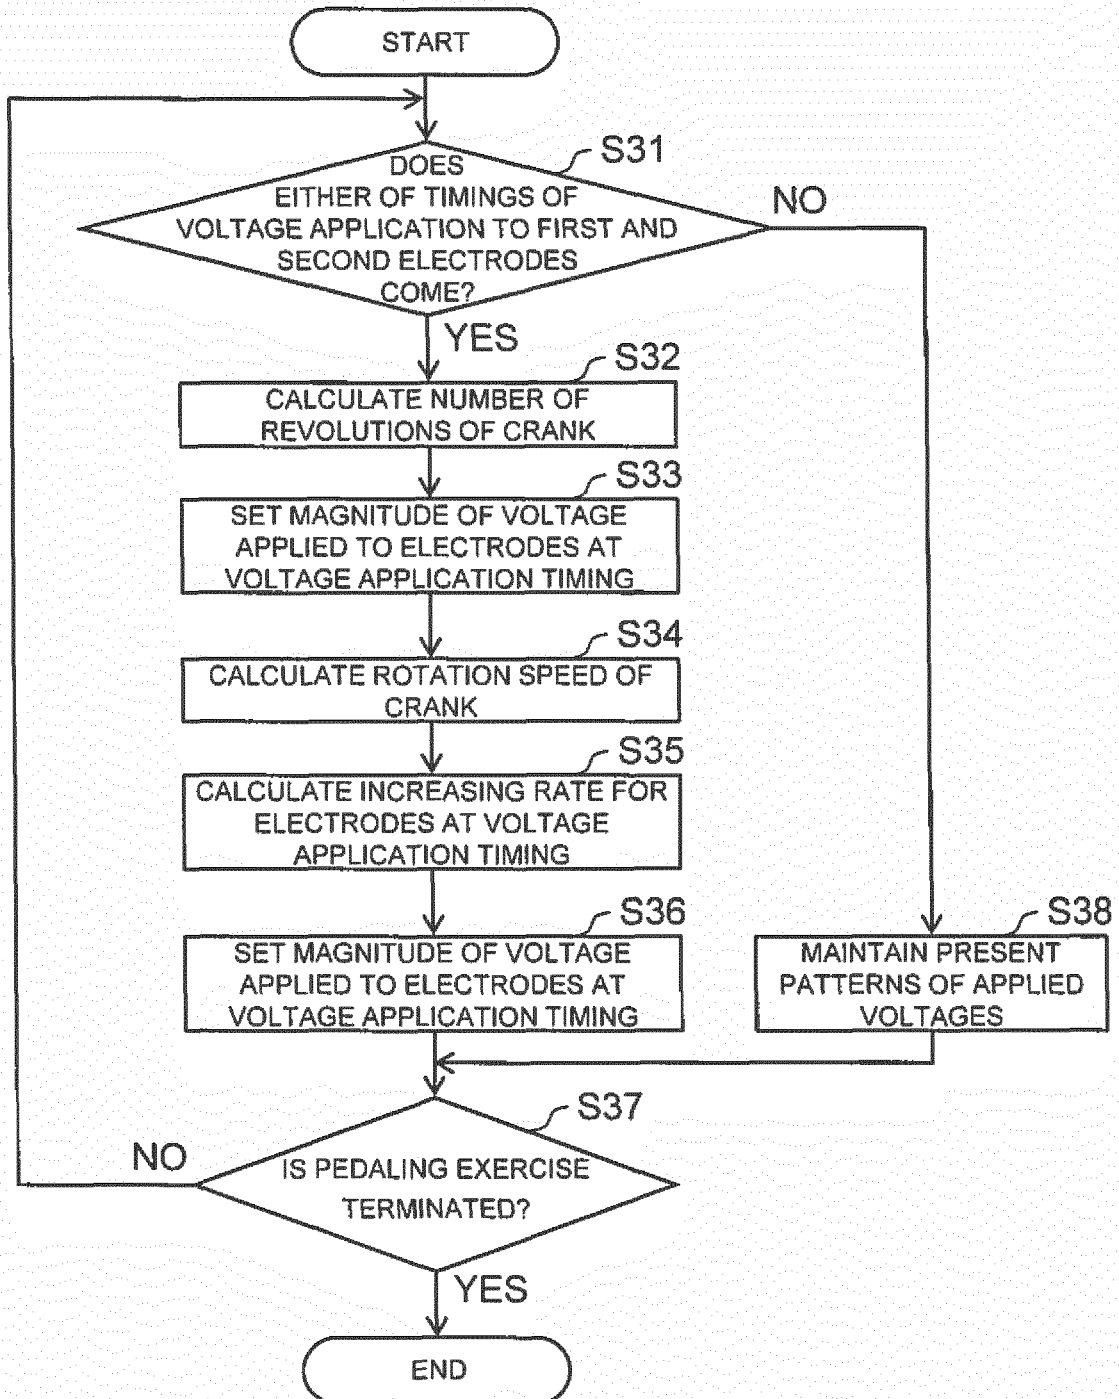 START
S31
DOES
EITHER OF TIMINGS OF
VOLTAGE APPLICATION TO FIRST AND
SECOND ELECTRODES
COME?
NO
YES
S32
CALCULATE NUMBER OF
REVOLUTIONS OF CRANK
S33
SET MAGNITUDE OF VOLTAGE
APPLIED TO ELECTRODES AT
VOLTAGE APPLICATION TIMING
S34
CALCULATE ROTATION SPEED OF
CRANK
S35
CALCULATE INCREASING RATE FOR
ELECTRODES AT VOLTAGE
APPLICATION TIMING
S36
SET MAGNITUDE OF VOLTAGE
APPLIED TO ELECTRODES AT
VOLTAGE APPLICATION TIMING
S38
MAINTAIN PRESENT
PATTERNS OF APPLIED
VOLTAGES
S37
NO
IS PEDALING EXERCISE
TERMINATED?
YES
END